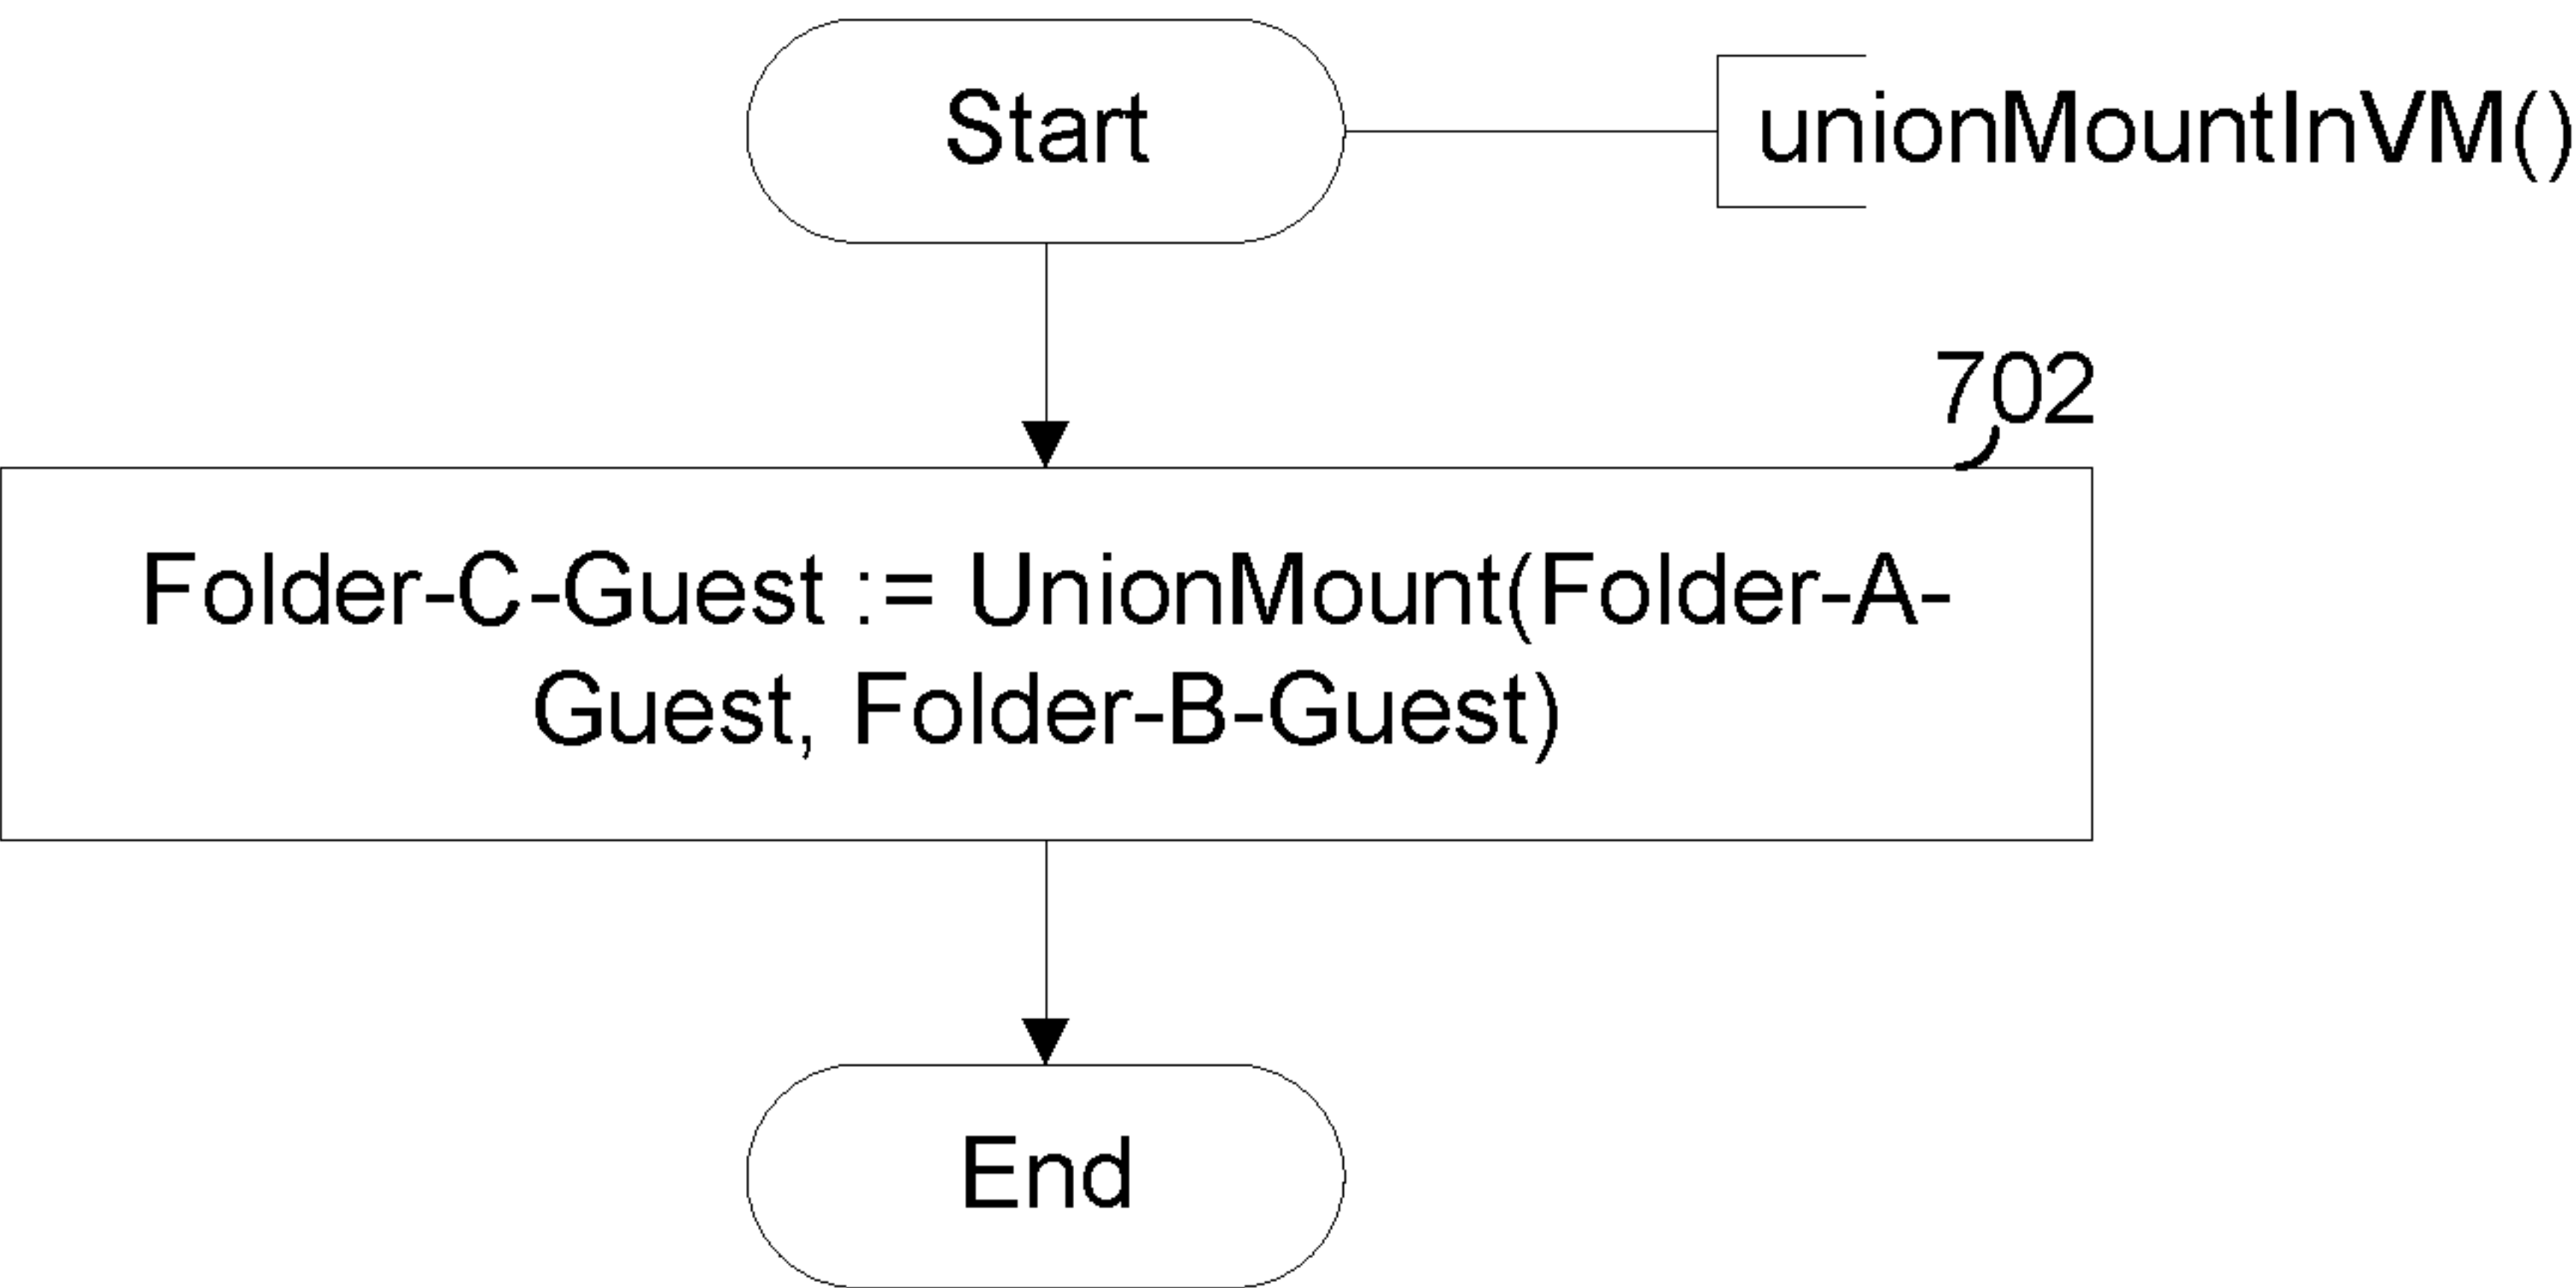 Start
unionMountInVM()
702
Folder-C-Guest := UnionMount(Folder-A-
Guest, Folder-B-Guest)
End